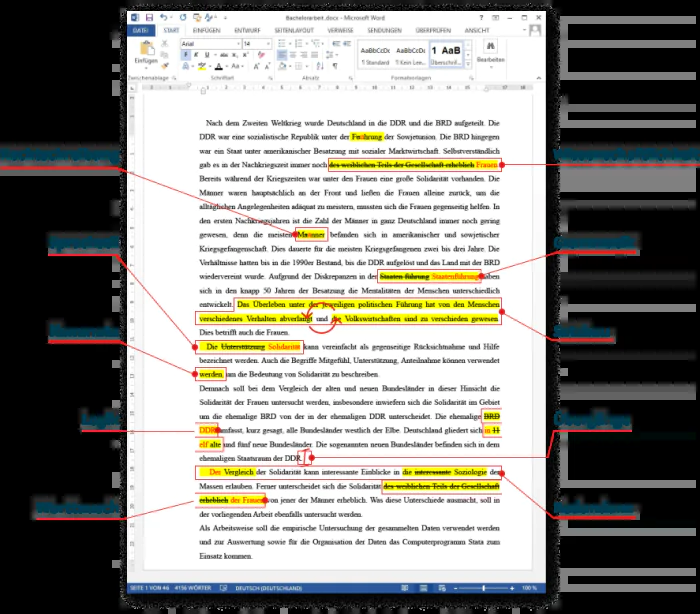 Bachelorarbeit.docx - Microsoft Word
DATEI START EINFÜGEN ENTWURF SEITENLAYOUT VERWEISE SENDUNGEN ÜBERPRÜFEN ANSICHT
Arial 14
AaBbCcDc AaBbCcDc 1 AaB
Einfügen ¶ Standard ¶ Kein Lee... Überschrif... Bearbeiten
Zwischenablage Schriftart Absatz Formatvorlagen
Nach dem Zweiten Weltkrieg wurde Deutschland in die DDR und die BRD aufgeteilt. Die
DDR war eine sozialistische Republik unter der Führung der Sowjetunion. Die BRD hingegen
war ein Staat unter amerikanischer Besatzung mit sozialer Marktwirtschaft. Selbstverständlich
gab es in der Nachkriegszeit immer noch des weiblichen Teils der Gesellschaft erheblich Frauen
Bereits während der Kriegszeiten war unter den Frauen eine große Solidarität vorhanden. Die
Männer waren hauptsächlich an der Front und ließen die Frauen alleine zurück, um die
alltäglichen Angelegenheiten adäquat zu meistern, mussten sich die Frauen gegenseitig helfen. In
den ersten Nachkriegsjahren ist die Zahl der Männer in ganz Deutschland immer noch gering
gewesen, denn die meisten Männer befanden sich in amerikanischer und sowjetischer
Kriegsgefangenschaft. Dies dauerte für die meisten Kriegsgefangenen zwei bis drei Jahre. Die
Verhältnisse hatten bis in die 1990er Bestand, bis die DDR aufgelöst und das Land mit der BRD
wiedervereint wurde. Aufgrund der Diskrepanzen in der Staaten führung Staatenführung haben
sich in den knapp 50 Jahren der Besatzung die Mentalitäten der Menschen unterschiedlich
entwickelt. Das Überleben unter der jeweiligen politischen Führung hat von den Menschen
verschiedenes Verhalten abverlangt und die Volkswirtschaften sind zu verschieden gewesen.
Dies betrifft auch die Frauen.
Die Unterstützung Solidarität kann vereinfacht als gegenseitige Rücksichtnahme und Hilfe
bezeichnet werden. Auch die Begriffe Mitgefühl, Unterstützung, Anteilnahme können verwendet
werden, um die Bedeutung von Solidarität zu beschreiben.
Demnach soll bei dem Vergleich der alten und neuen Bundesländer in dieser Hinsicht die
Solidarität der Frauen untersucht werden, insbesondere inwiefern sich die Solidarität im Gebiet
um die ehemalige BRD von der in der ehemaligen DDR unterscheidet. Die ehemalige BRD
DDR umfasst, kurz gesagt, alle Bundesländer westlich der Elbe. Deutschland gliedert sich in 11
elf alte und fünf neue Bundesländer. Die sogenannten neuen Bundesländer befinden sich in dem
ehemaligen Staatsraum der DDR.
Der Vergleich der Solidarität kann interessante Einblicke in die interessante Soziologie der
Massen erlauben. Ferner unterscheidet sich die Solidarität des weiblichen Teils der Gesellschaft
erheblich der Frauen von jener der Männer erheblich. Was diese Unterschiede ausmacht, soll in
der vorliegenden Arbeit ebenfalls untersucht werden.
Als Arbeitsweise soll die empirische Untersuchung der gesammelten Daten verwendet werden
und zur Auswertung sowie für die Organisation der Daten das Computerprogramm Stata zum
Einsatz kommen.
SEITE 1 VON 46 4136 WÖRTER DEUTSCH (DEUTSCHLAND) 100 %